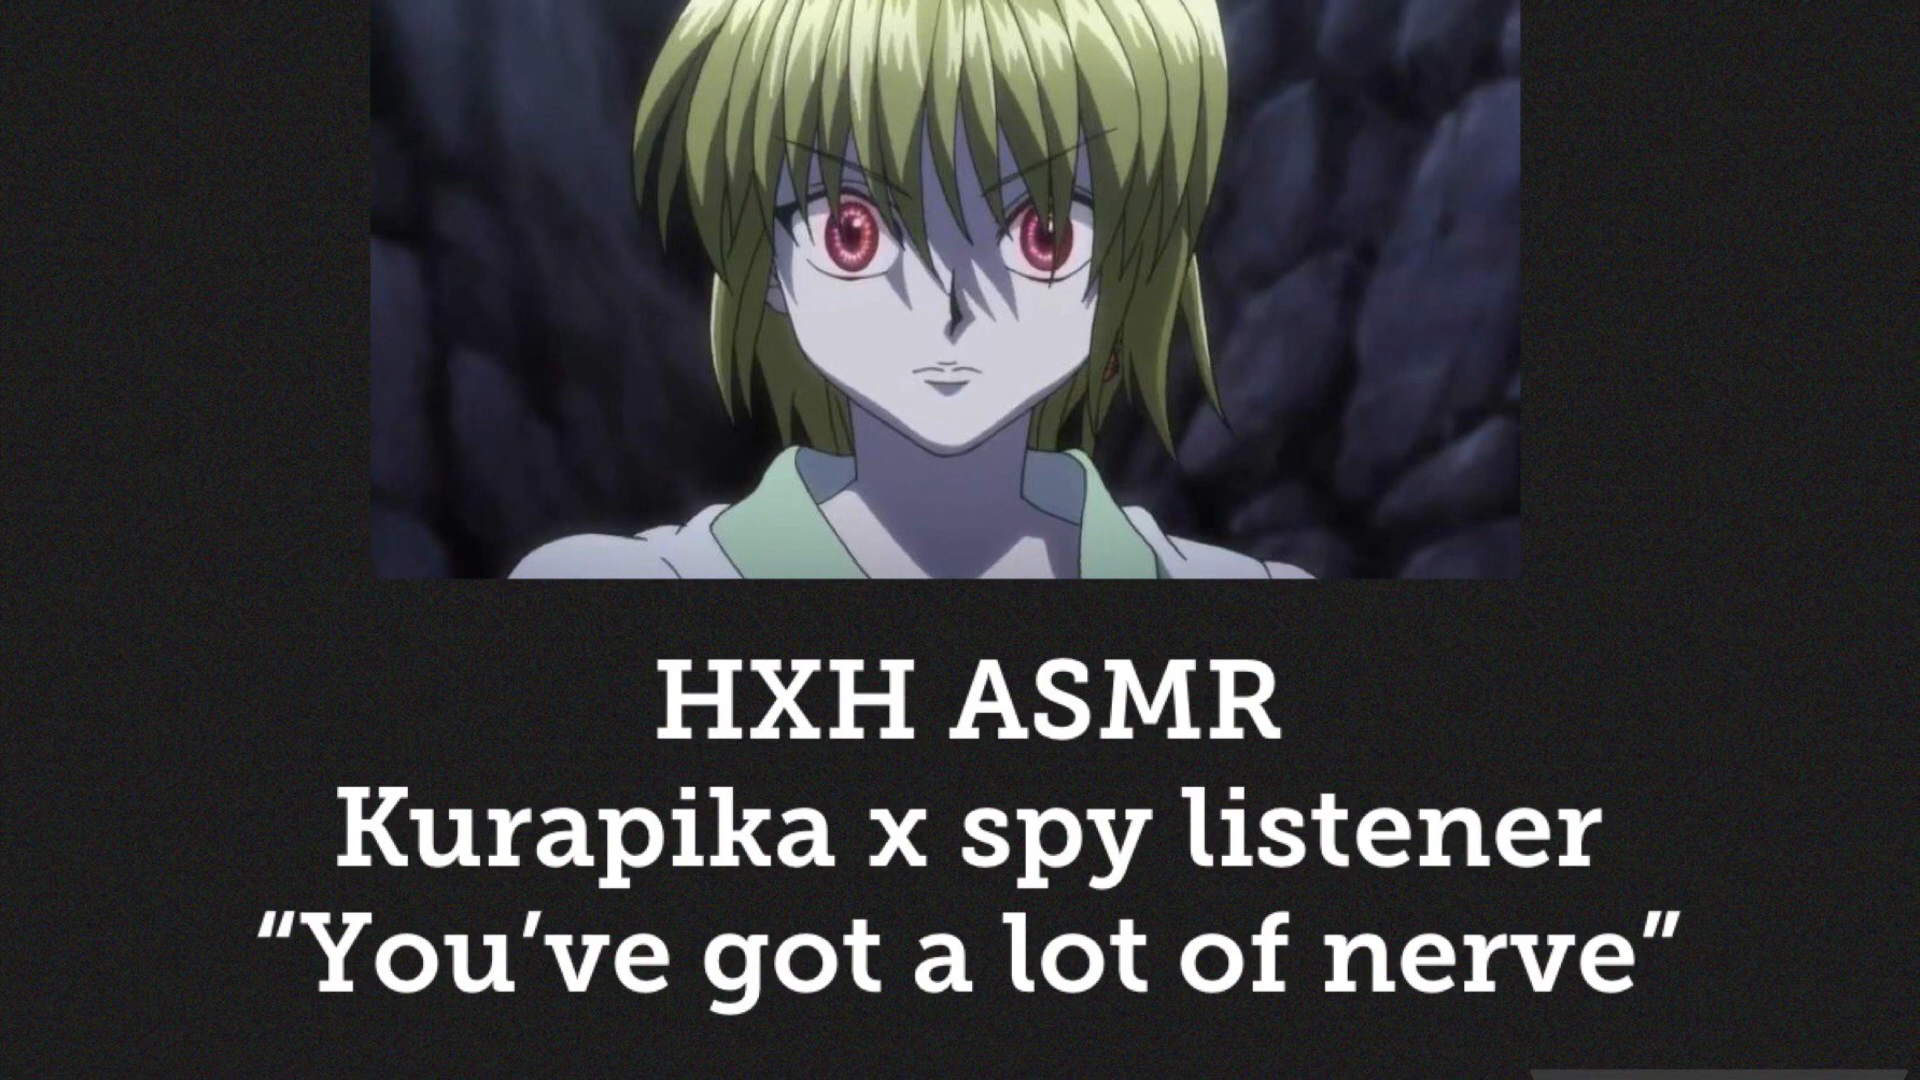 HXH ASMR
Kurapika x spy listener
“You’ve got a lot of nerve”